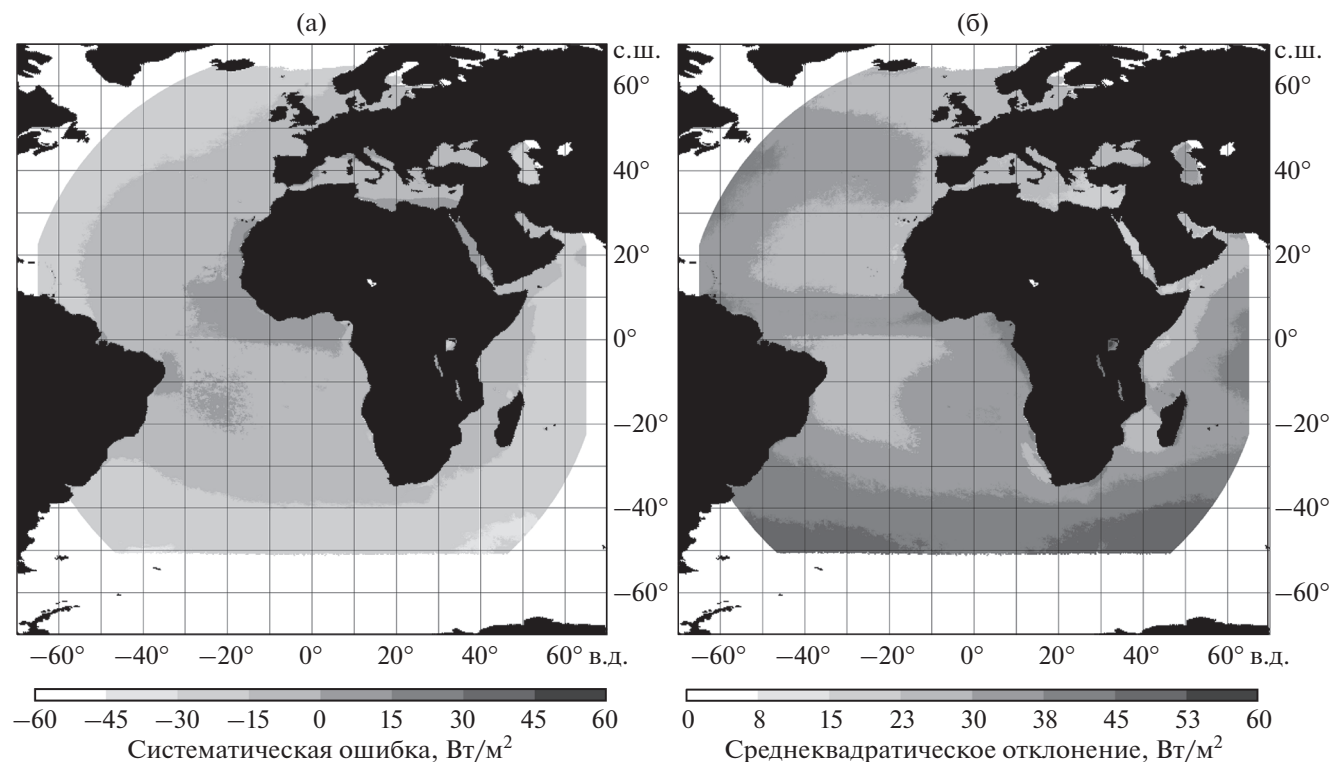 (а)
с.ш.
60°
40°
20°
0°
−20°
−40°
−60°
−60° −40° −20° 0° 20° 40° 60° в.д.
−60 −45 −30 −15 0 15 30 45 60
Систематическая ошибка, Вт/м²
(б)
с.ш.
60°
40°
20°
0°
−20°
−40°
−60°
−60° −40° −20° 0° 20° 40° 60° в.д.
0 8 15 23 30 38 45 53 60
Среднеквадратическое отклонение, Вт/м²